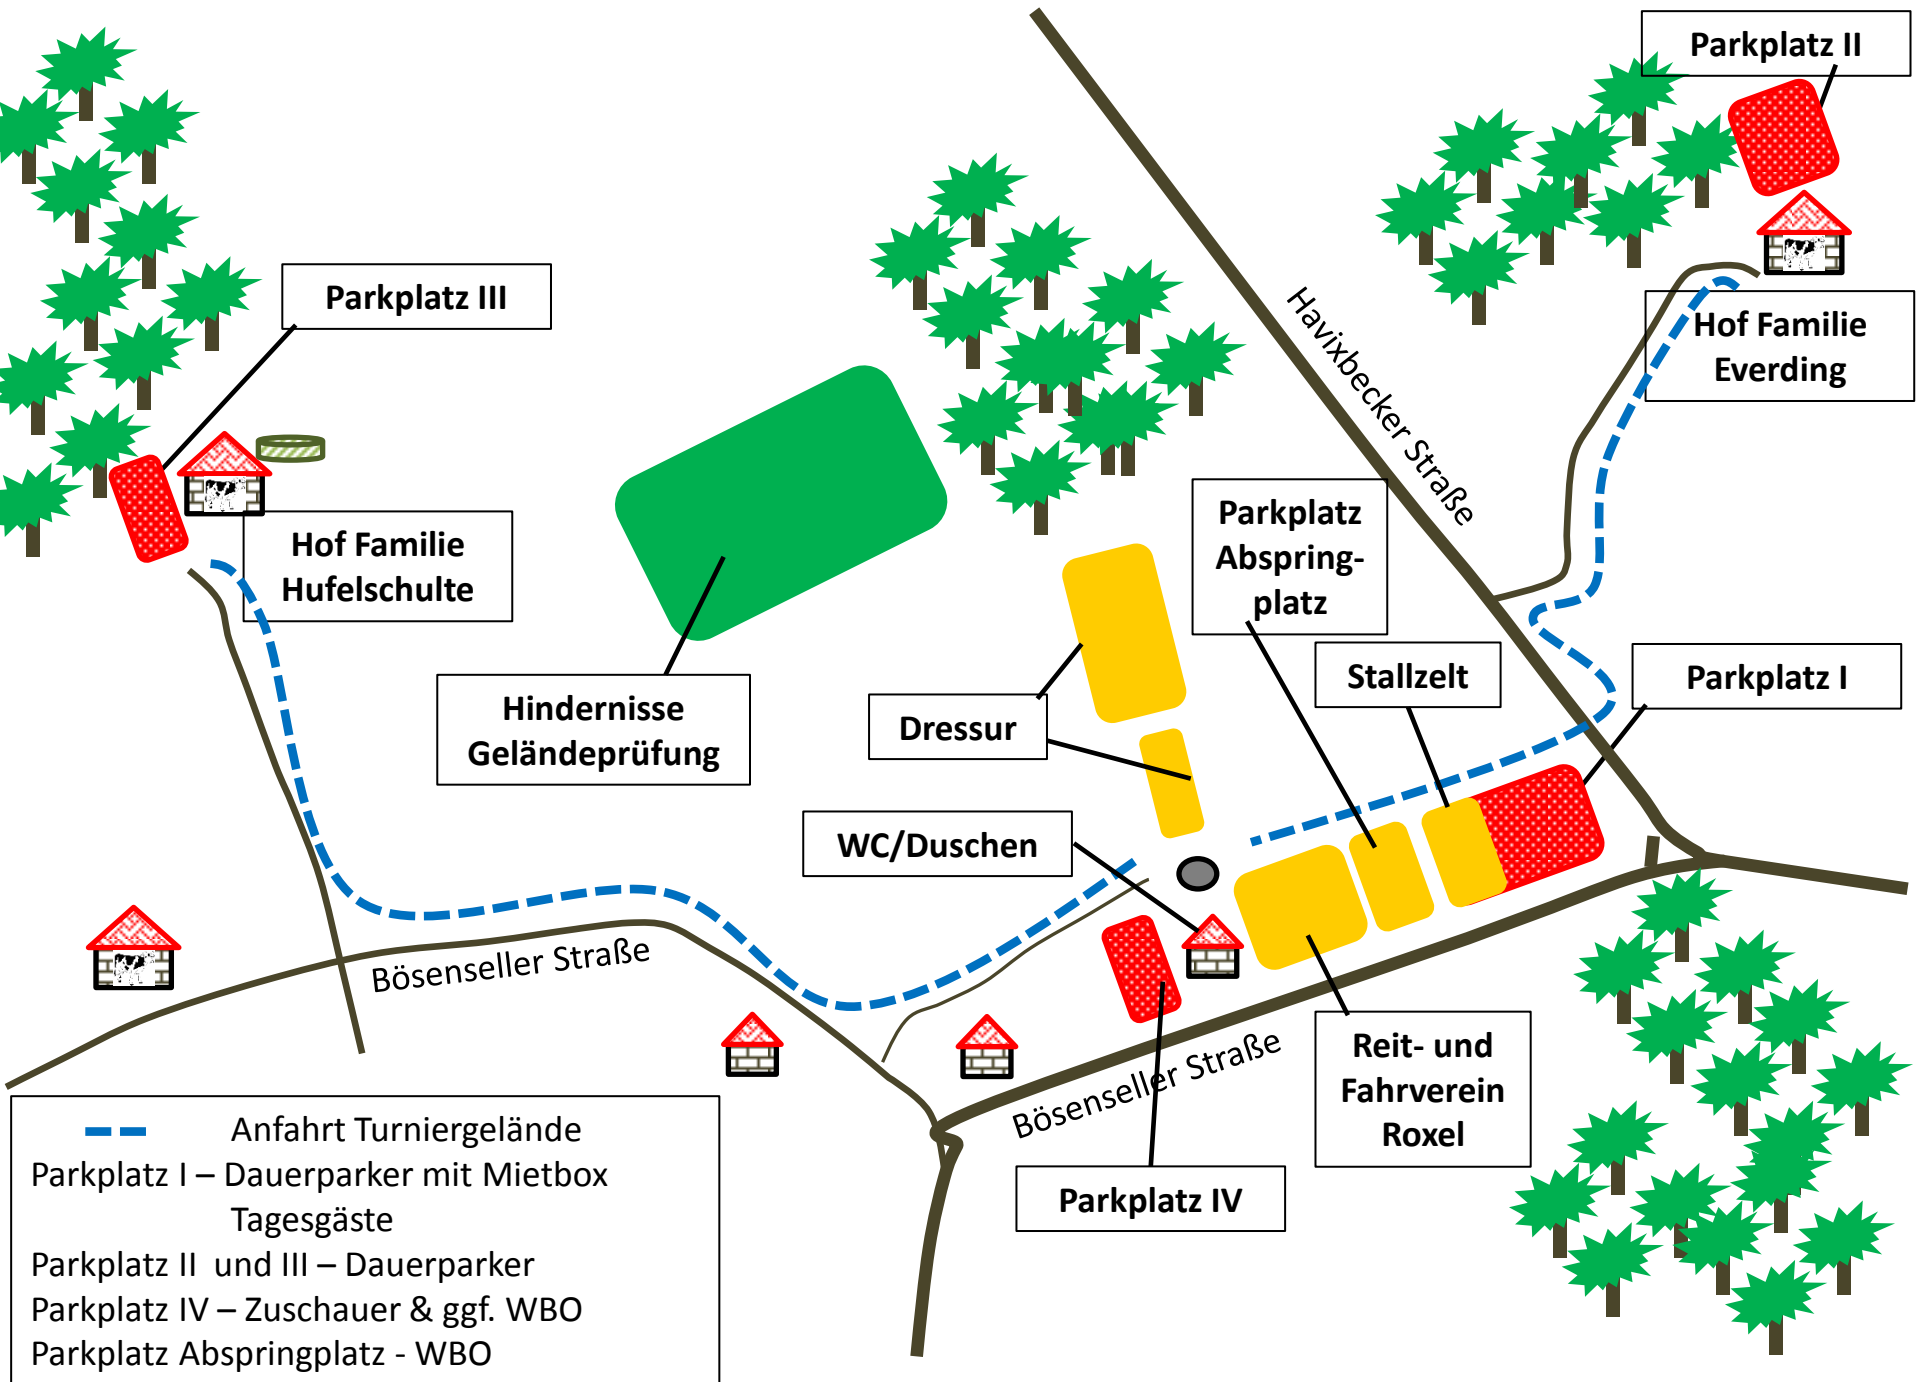 Parkplatz II
Parkplatz III
Havixbecker Straße
Hof Familie
Everding
Hof Familie
Hufelschulte
Parkplatz
Abspring-
platz
Stallzelt
Parkplatz I
Hindernisse
Geländeprüfung
Dressur
WC/Duschen
Bösenseller Straße
Bösenseller Straße
Reit- und
Fahrverein
Roxel
Parkplatz IV
Anfahrt Turniergelände
Parkplatz I – Dauerparker mit Mietbox
Tagesgäste
Parkplatz II und III – Dauerparker
Parkplatz IV – Zuschauer & ggf. WBO
Parkplatz Abspringplatz - WBO